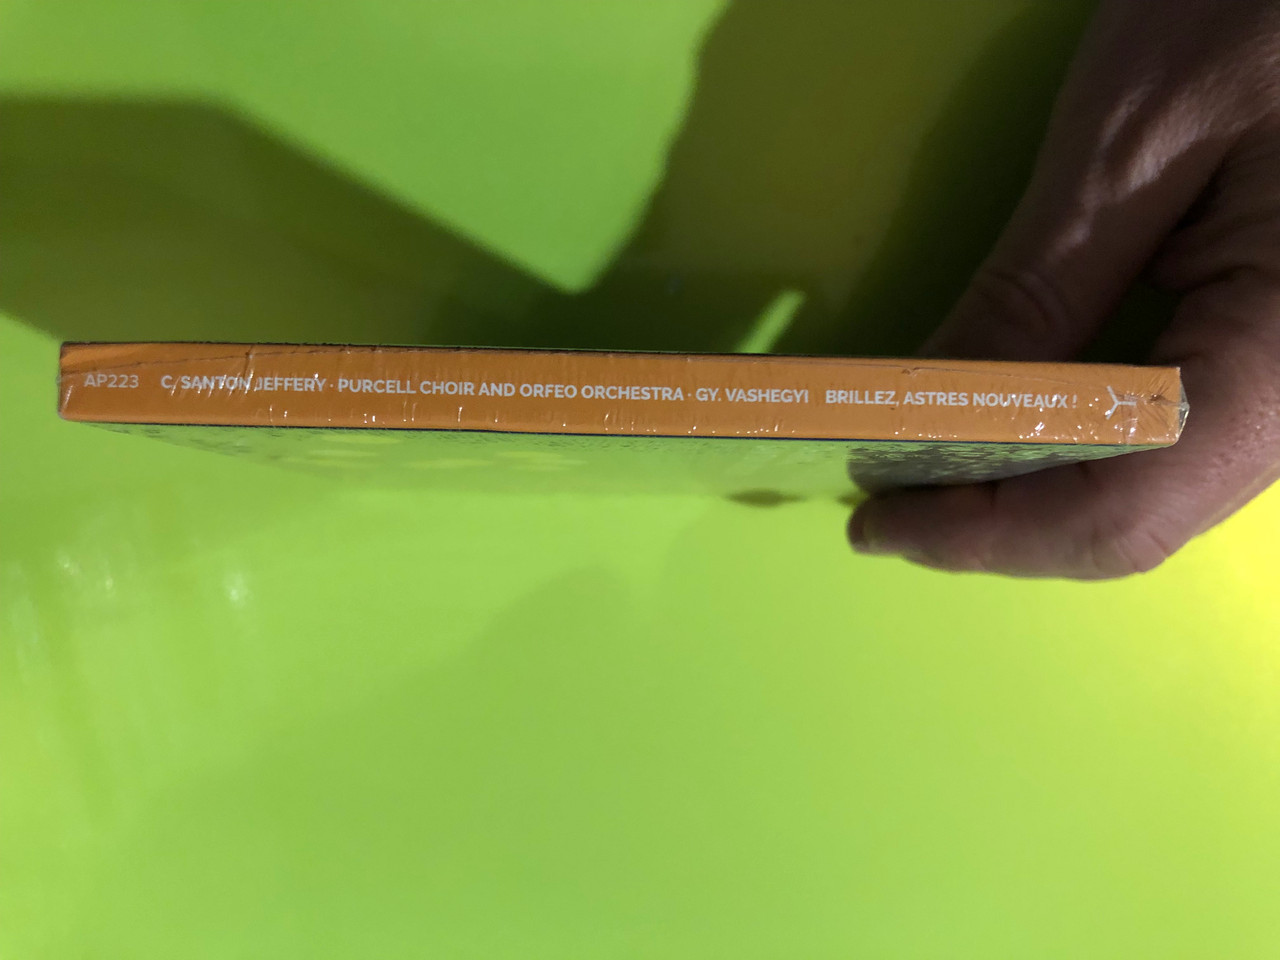 AP223 C. SANTON JEFFERY · PURCELL CHOIR AND ORFEO ORCHESTRA · GY. VASHEGYI BRILLEZ, ASTRES NOUVEAUX !